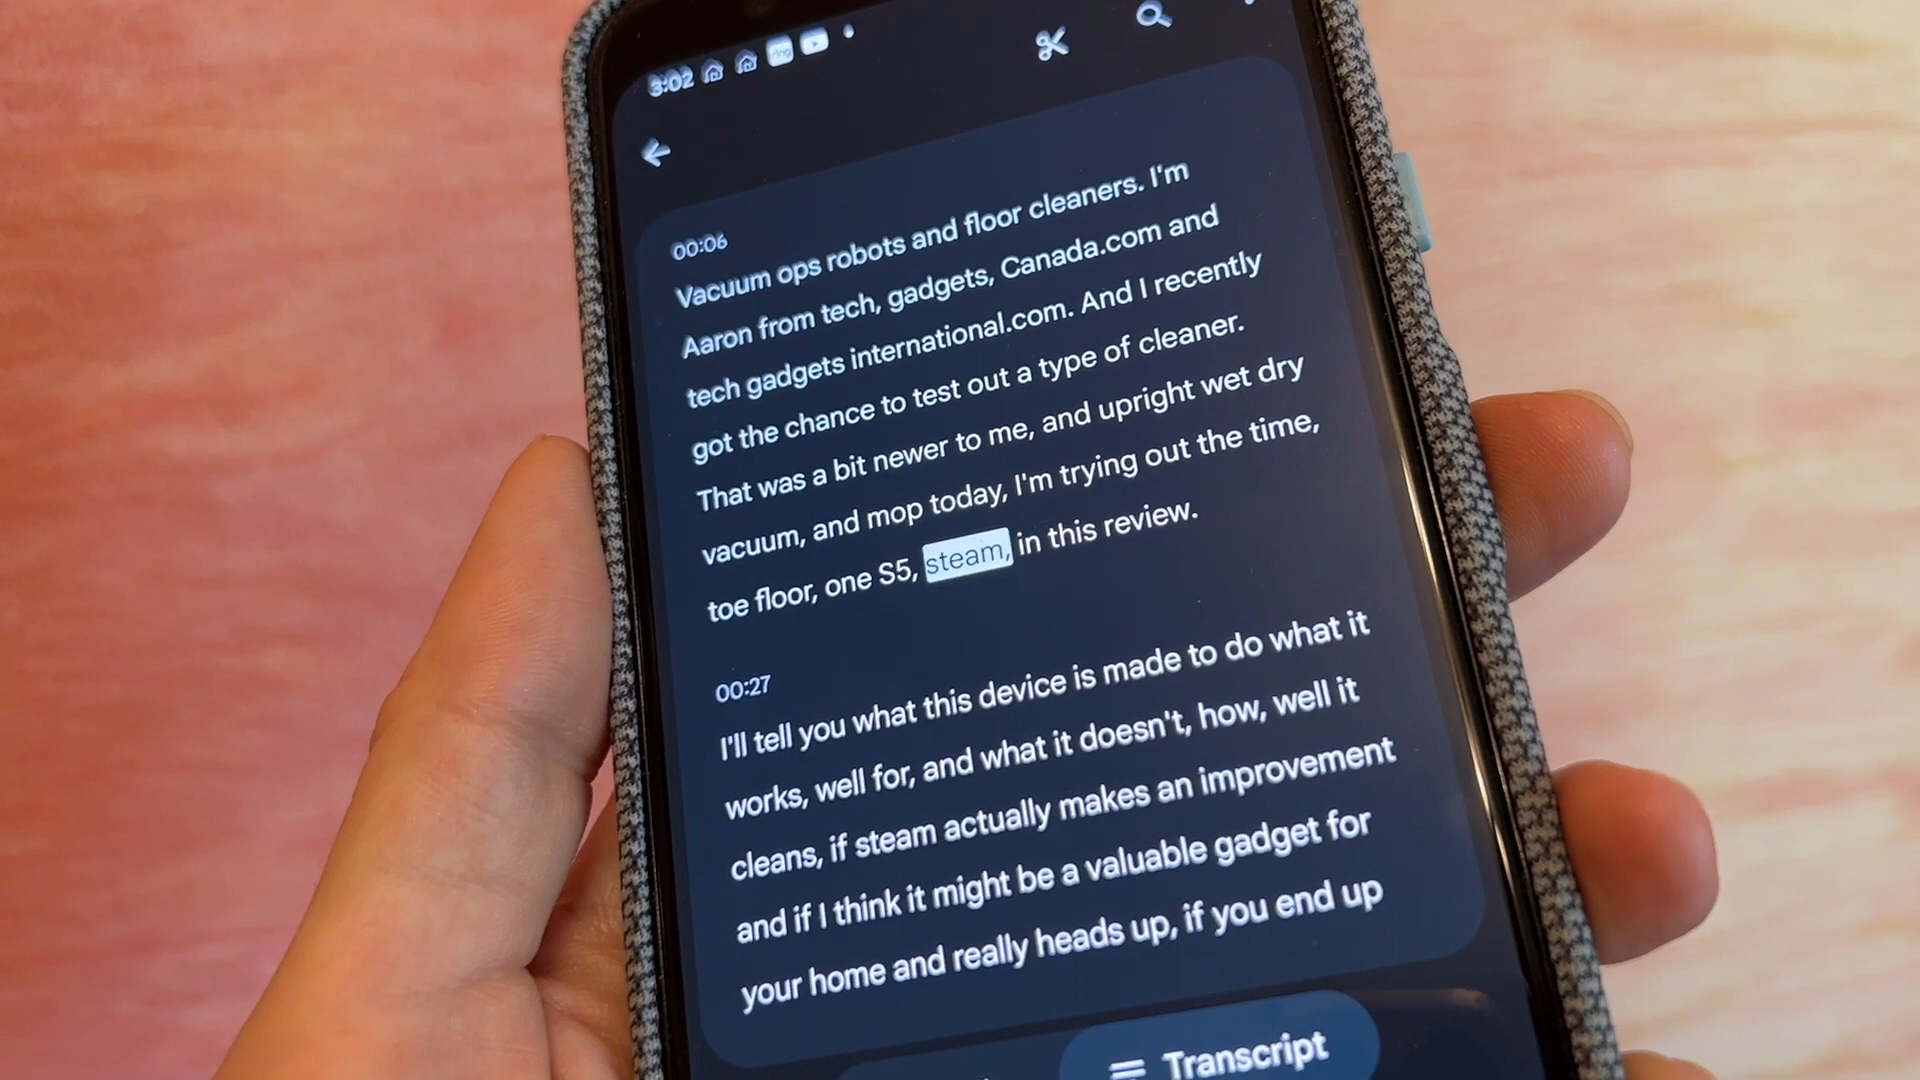 3:02
00:06
Vacuum ops robots and floor cleaners. I'm
Aaron from tech, gadgets, Canada.com and
tech gadgets international.com. And I recently
got the chance to test out a type of cleaner.
That was a bit newer to me, and upright wet dry
vacuum, and mop today, I'm trying out the time,
toe floor, one S5, steam, in this review.
00:27
I'll tell you what this device is made to do what it
works, well for, and what it doesn't, how, well it
cleans, if steam actually makes an improvement
and if I think it might be a valuable gadget for
your home and really heads up, if you end up
Transcript